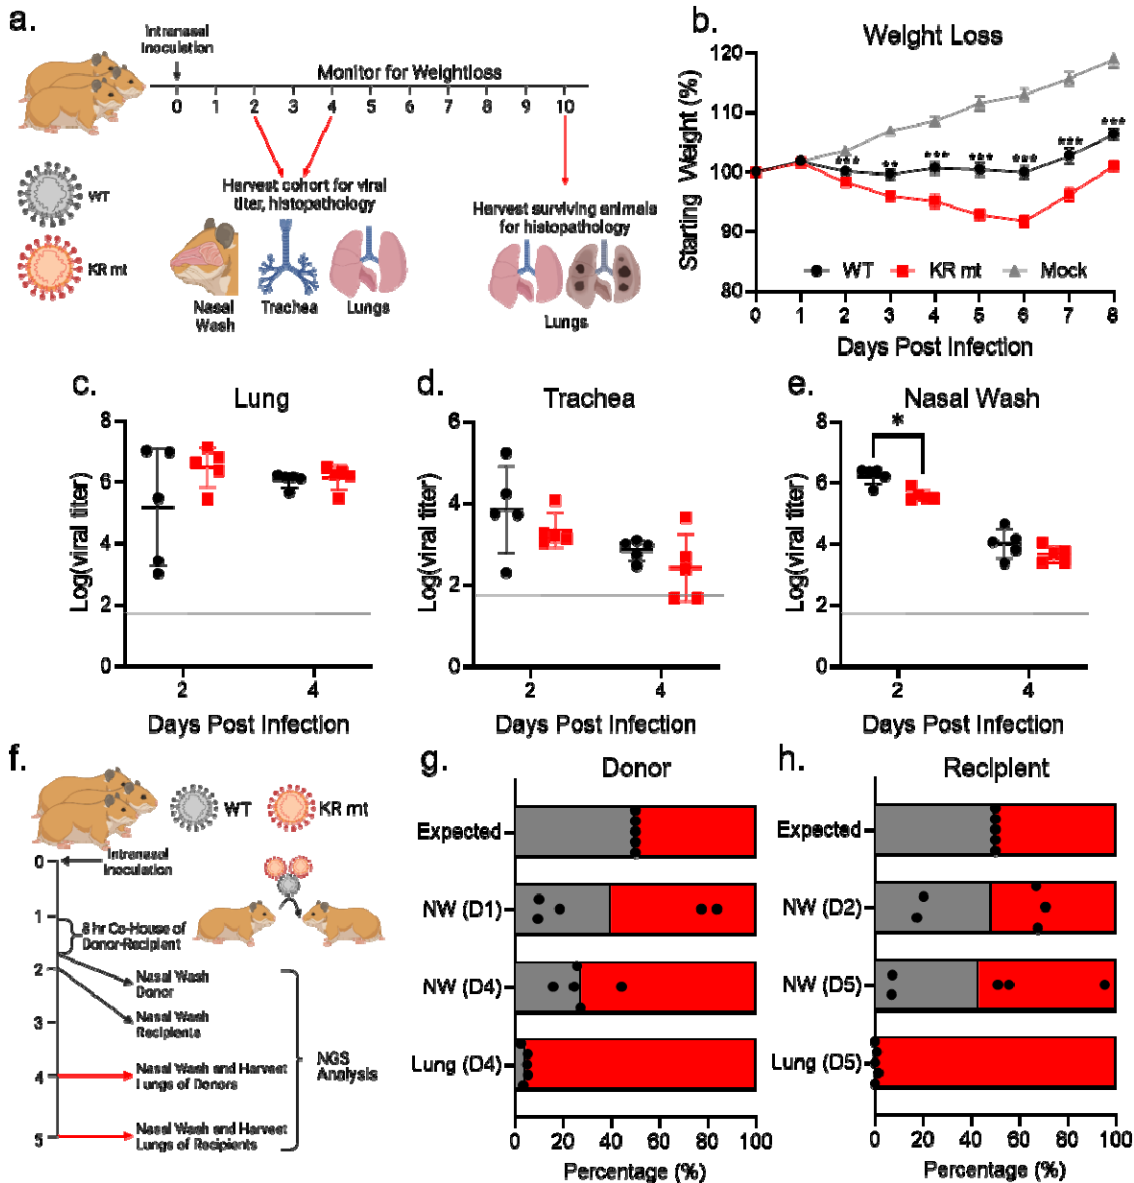 a.
Intranasal
Inoculation
Monitor for Weightloss
0 1 2 3 4 5 6 7 8 9 10
WT
KR mt
Harvest cohort for viral
titer, histopathology
Nasal
Wash
Trachea
Lungs
Harvest surviving animals
for histopathology
Lungs
b.
Weight Loss
Starting Weight (%)
120
110
100
90
80
*** ** *** *** *** *** ***
WT KR mt Mock
0 1 2 3 4 5 6 7 8
Days Post Infection
c.
Lung
Log(viral titer)
8
6
4
2
0
2 4
Days Post Infection
d.
Trachea
Log(viral titer)
6
4
2
0
2 4
Days Post Infection
e.
Nasal Wash
*
Log(viral titer)
8
6
4
2
0
2 4
Days Post Infection
f.
WT
KR mt
0
Intranasal
Inoculation
1
8 hr Co-House of
Donor-Recipient
2
Nasal Wash
Donor
3
Nasal Wash
Recipients
4
Nasal Wash and Harvest
Lungs of Donors
5
Nasal Wash and Harvest
Lungs of Recipients
NGS
Analysis
g.
Donor
Expected
NW (D1)
NW (D4)
Lung (D4)
0 20 40 60 80 100
Percentage (%)
h.
Recipient
Expected
NW (D2)
NW (D5)
Lung (D5)
0 20 40 60 80 100
Percentage (%)